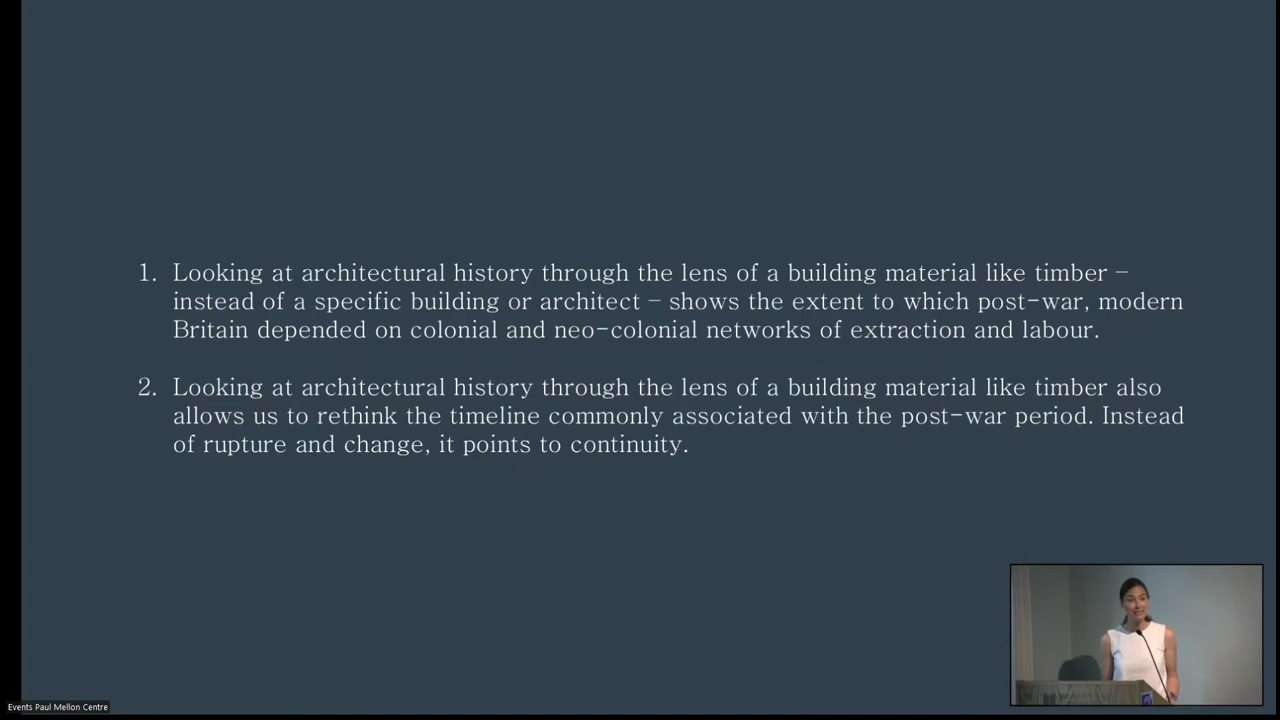 1. Looking at architectural history through the lens of a building material like timber –
instead of a specific building or architect – shows the extent to which post-war, modern
Britain depended on colonial and neo-colonial networks of extraction and labour.
2. Looking at architectural history through the lens of a building material like timber also
allows us to rethink the timeline commonly associated with the post-war period. Instead
of rupture and change, it points to continuity.
Events Paul Mellon Centre